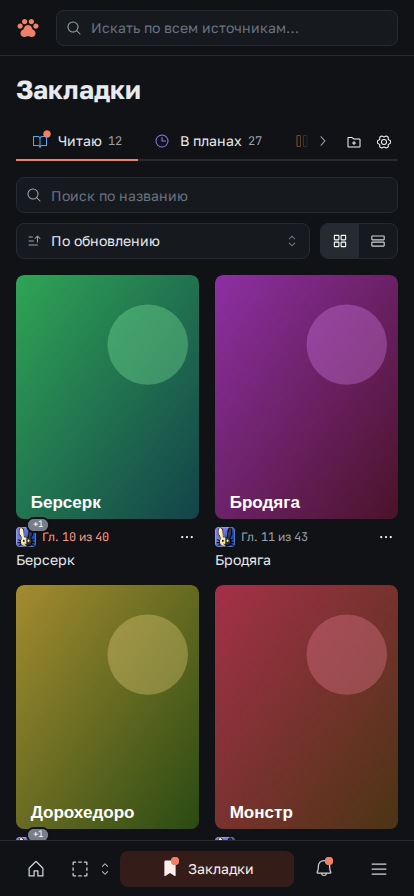 Искать по всем источникам...
Закладки
Читаю 12
В планах 27
Поиск по названию
По обновлению
Берсерк
Бродяга
+1
Гл. 10 из 40
Гл. 11 из 43
Берсерк
Бродяга
Дорохедоро
Монстр
+1
Закладки